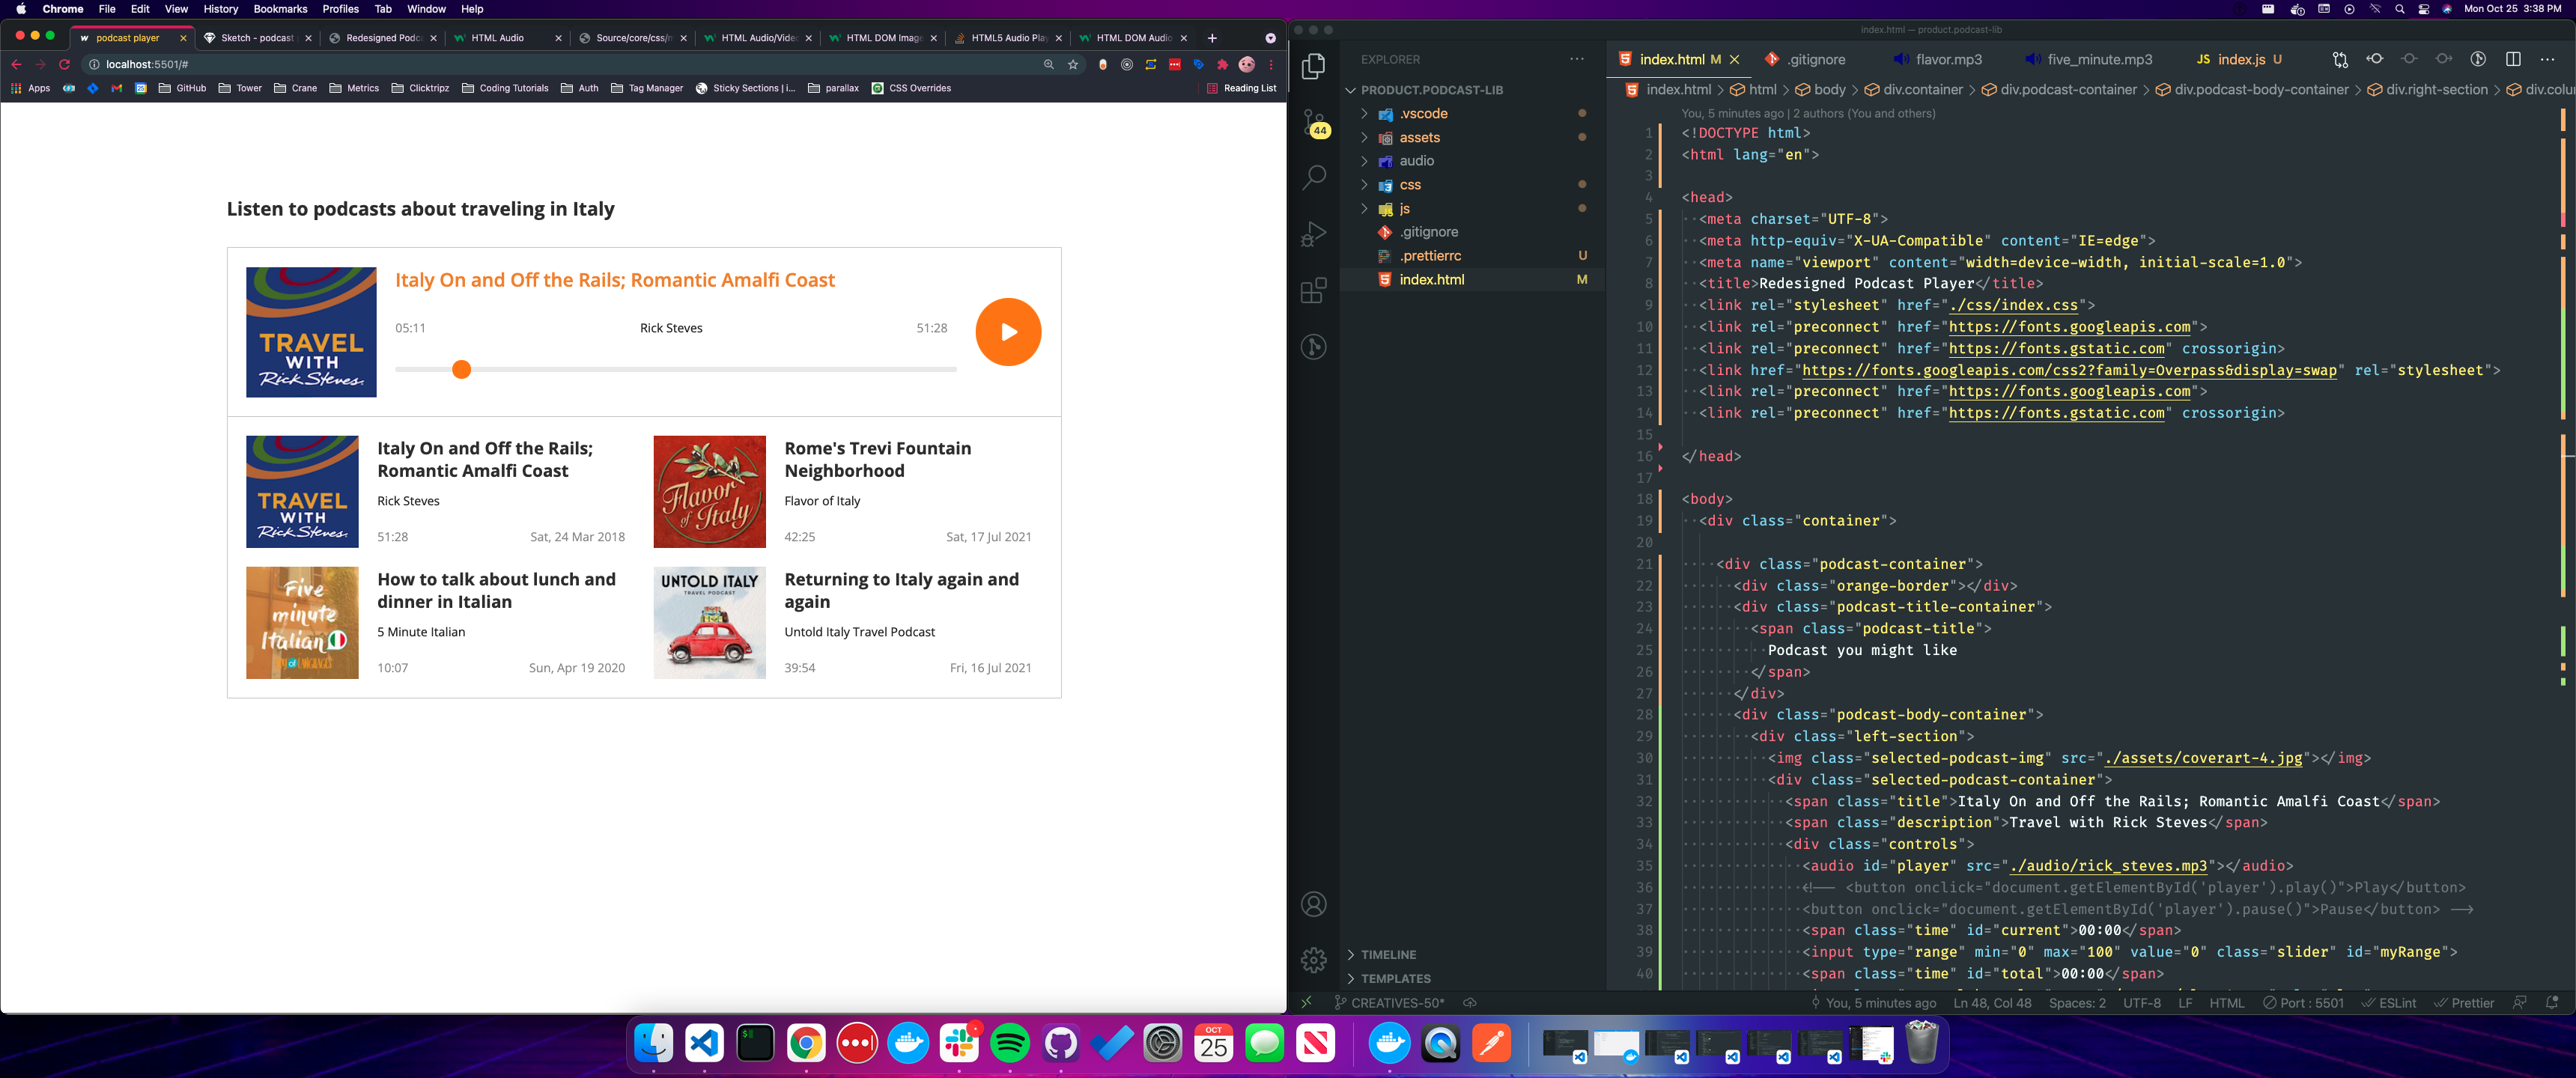 Chrome File Edit View History Bookmarks Profiles Tab Window Help
Mon Oct 25 3:38 PM
podcast player
Sketch - podcast
Redesigned Podc
HTML Audio
Source/core/css/m
HTML Audio/Vide
HTML DOM Image
HTML5 Audio Play
HTML DOM Audio
localhost:5501/#
Apps GitHub Tower Crane Metrics Clicktripz Coding Tutorials Auth Tag Manager Sticky Sections | i... parallax CSS Overrides Reading List
Listen to podcasts about traveling in Italy
TRAVEL
WITH
Rick Steves
Italy On and Off the Rails; Romantic Amalfi Coast
05:11 Rick Steves 51:28
TRAVEL
WITH
Rick Steves
Italy On and Off the Rails;
Romantic Amalfi Coast
Rick Steves
51:28 Sat, 24 Mar 2018
Flavor
of Italy
Rome's Trevi Fountain
Neighborhood
Flavor of Italy
42:25 Sat, 17 Jul 2021
Five
minute
Italian
How to talk about lunch and
dinner in Italian
5 Minute Italian
10:07 Sun, Apr 19 2020
UNTOLD ITALY
TRAVEL PODCAST
Returning to Italy again and
again
Untold Italy Travel Podcast
39:54 Fri, 16 Jul 2021
index.html — product.podcast-lib
44
EXPLORER
PRODUCT.PODCAST-LIB
.vscode
assets
audio
css
js
.gitignore
.prettierrc U
index.html M
TIMELINE
TEMPLATES
index.html M .gitignore flavor.mp3 five_minute.mp3 JS index.js U
index.html > html > body > div.container > div.podcast-container > div.podcast-body-container > div.right-section > div.colu
You, 5 minutes ago | 2 authors (You and others)
1 <!DOCTYPE html>
2 <html lang="en">
3
4 <head>
5 <meta charset="UTF-8">
6 <meta http-equiv="X-UA-Compatible" content="IE=edge">
7 <meta name="viewport" content="width=device-width, initial-scale=1.0">
8 <title>Redesigned Podcast Player</title>
9 <link rel="stylesheet" href="./css/index.css">
10 <link rel="preconnect" href="https://fonts.googleapis.com">
11 <link rel="preconnect" href="https://fonts.gstatic.com" crossorigin>
12 <link href="https://fonts.googleapis.com/css2?family=Overpass&display=swap" rel="stylesheet">
13 <link rel="preconnect" href="https://fonts.googleapis.com">
14 <link rel="preconnect" href="https://fonts.gstatic.com" crossorigin>
15
16 </head>
17
18 <body>
19 <div class="container">
20
21 <div class="podcast-container">
22 <div class="orange-border"></div>
23 <div class="podcast-title-container">
24 <span class="podcast-title">
25 Podcast you might like
26 </span>
27 </div>
28 <div class="podcast-body-container">
29 <div class="left-section">
30 <img class="selected-podcast-img" src="./assets/coverart-4.jpg"></img>
31 <div class="selected-podcast-container">
32 <span class="title">Italy On and Off the Rails; Romantic Amalfi Coast</span>
33 <span class="description">Travel with Rick Steves</span>
34 <div class="controls">
35 <audio id="player" src="./audio/rick_steves.mp3"></audio>
36 <!-- <button onclick="document.getElementById('player').play()">Play</button>
37 <button onclick="document.getElementById('player').pause()">Pause</button> -->
38 <span class="time" id="current">00:00</span>
39 <input type="range" min="0" max="100" value="0" class="slider" id="myRange">
40 <span class="time" id="total">00:00</span>
CREATIVES-50* You, 5 minutes ago Ln 48, Col 48 Spaces: 2 UTF-8 LF HTML Port : 5501 ESLint Prettier
OCT
25